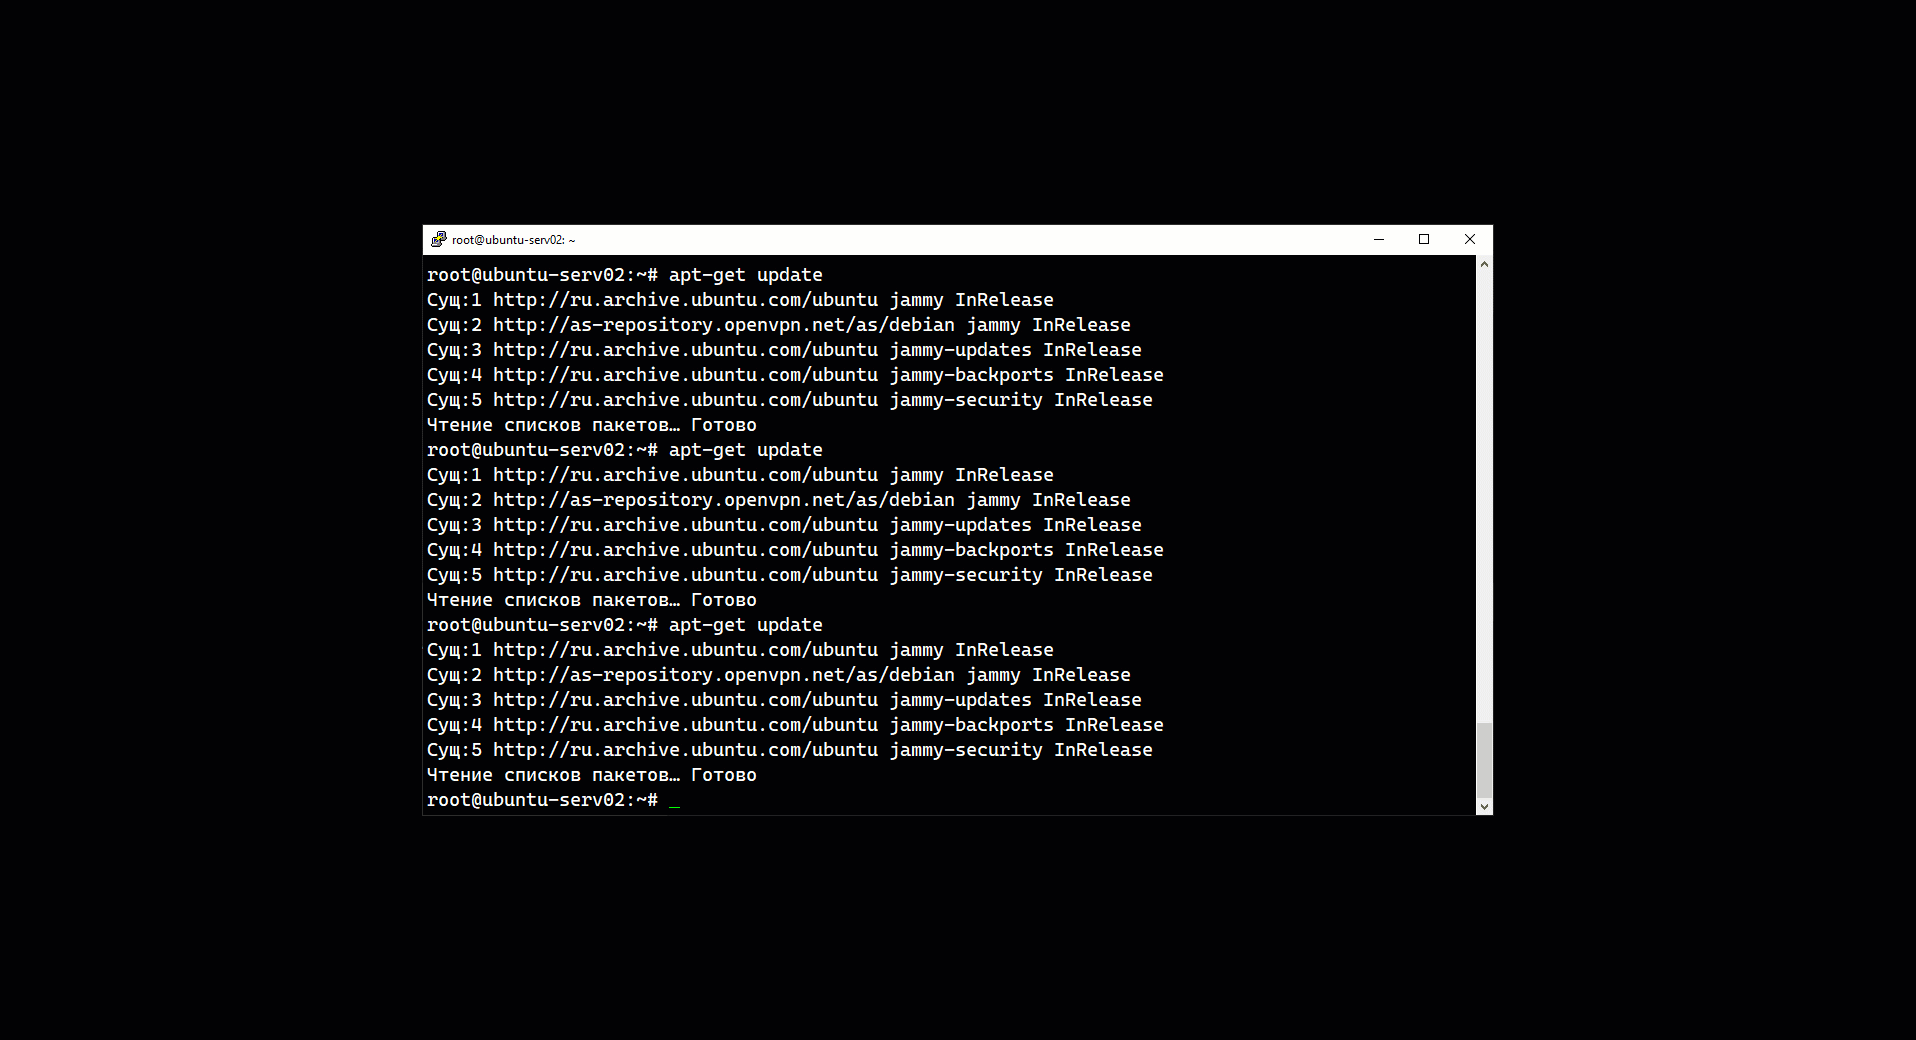 root@ubuntu-serv02: ~
root@ubuntu-serv02:~# apt-get update
Сущ:1 http://ru.archive.ubuntu.com/ubuntu jammy InRelease
Сущ:2 http://as-repository.openvpn.net/as/debian jammy InRelease
Сущ:3 http://ru.archive.ubuntu.com/ubuntu jammy-updates InRelease
Сущ:4 http://ru.archive.ubuntu.com/ubuntu jammy-backports InRelease
Сущ:5 http://ru.archive.ubuntu.com/ubuntu jammy-security InRelease
Чтение списков пакетов… Готово
root@ubuntu-serv02:~# apt-get update
Сущ:1 http://ru.archive.ubuntu.com/ubuntu jammy InRelease
Сущ:2 http://as-repository.openvpn.net/as/debian jammy InRelease
Сущ:3 http://ru.archive.ubuntu.com/ubuntu jammy-updates InRelease
Сущ:4 http://ru.archive.ubuntu.com/ubuntu jammy-backports InRelease
Сущ:5 http://ru.archive.ubuntu.com/ubuntu jammy-security InRelease
Чтение списков пакетов… Готово
root@ubuntu-serv02:~# apt-get update
Сущ:1 http://ru.archive.ubuntu.com/ubuntu jammy InRelease
Сущ:2 http://as-repository.openvpn.net/as/debian jammy InRelease
Сущ:3 http://ru.archive.ubuntu.com/ubuntu jammy-updates InRelease
Сущ:4 http://ru.archive.ubuntu.com/ubuntu jammy-backports InRelease
Сущ:5 http://ru.archive.ubuntu.com/ubuntu jammy-security InRelease
Чтение списков пакетов… Готово
root@ubuntu-serv02:~# _